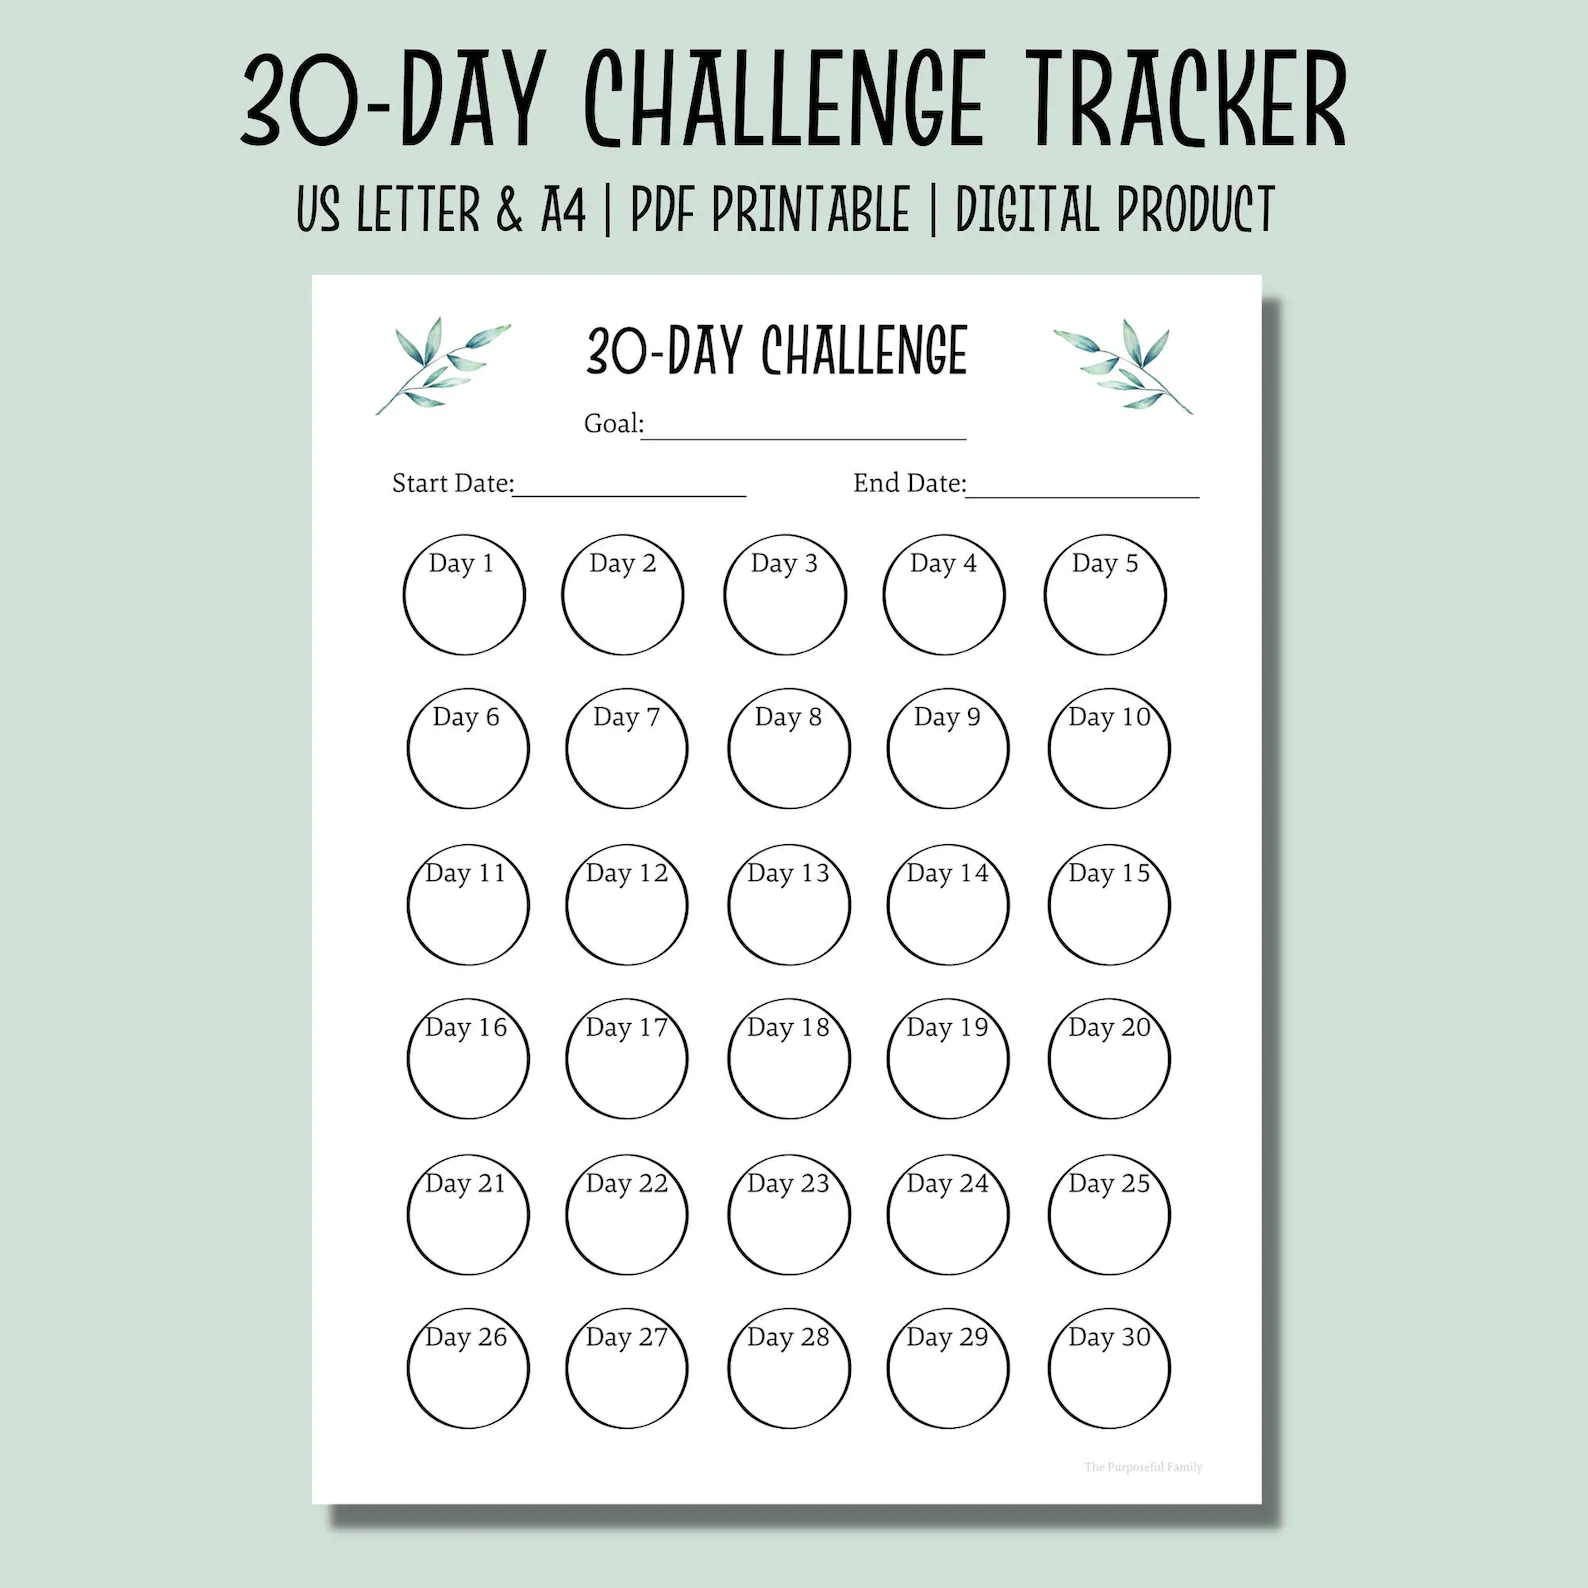 30-DAY CHALLENGE TRACKER
US LETTER & A4 | PDF PRINTABLE | DIGITAL PRODUCT
30-DAY CHALLENGE
Goal:
Start Date: End Date:
Day 1 Day 2 Day 3 Day 4 Day 5
Day 6 Day 7 Day 8 Day 9 Day 10
Day 11 Day 12 Day 13 Day 14 Day 15
Day 16 Day 17 Day 18 Day 19 Day 20
Day 21 Day 22 Day 23 Day 24 Day 25
Day 26 Day 27 Day 28 Day 29 Day 30
The Purposeful Family